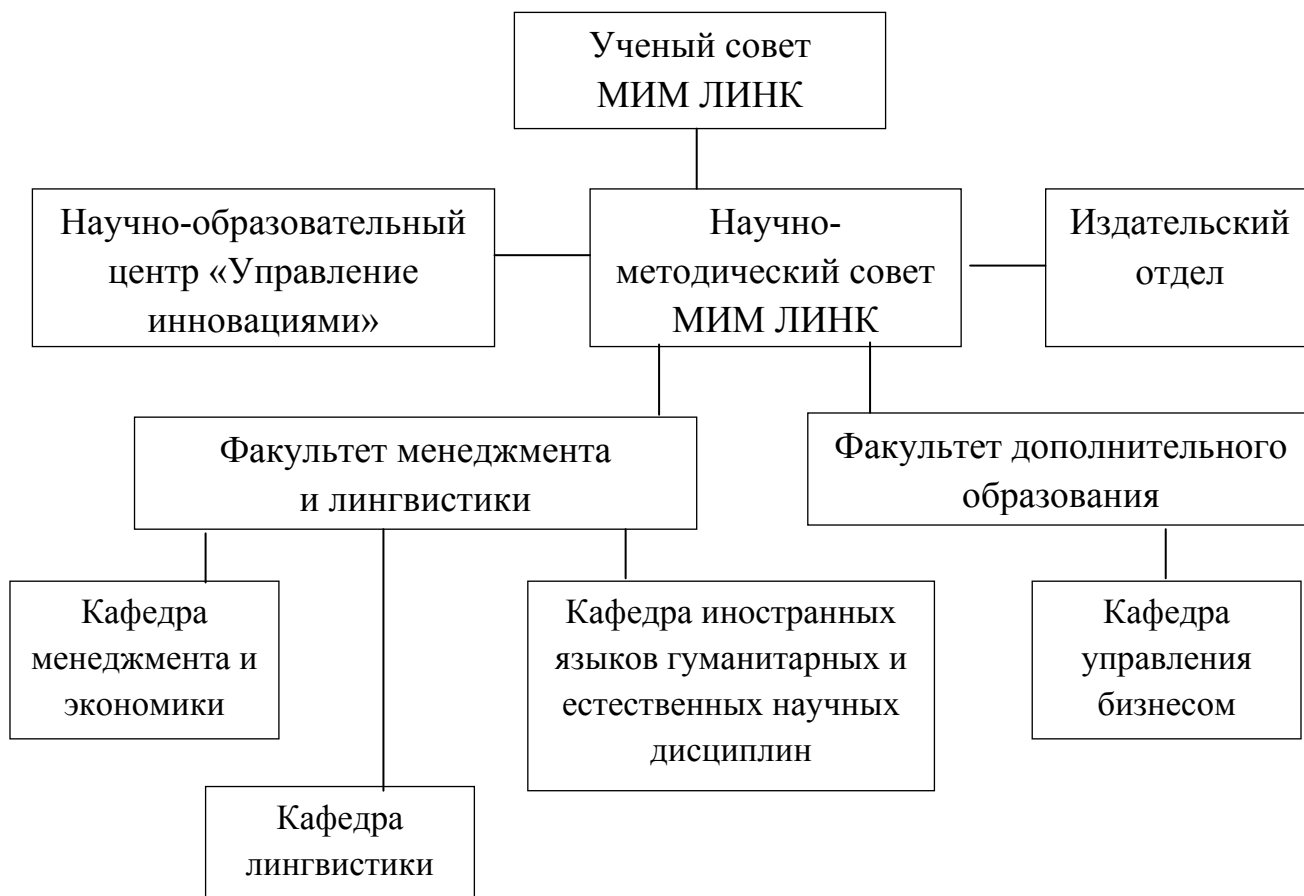 Ученый совет
МИМ ЛИНК
Научно-образовательный
центр «Управление
инновациями»
Научно-
методический совет
МИМ ЛИНК
Издательский
отдел
Факультет менеджмента
и лингвистики
Факультет дополнительного
образования
Кафедра
менеджмента и
экономики
Кафедра иностранных
языков гуманитарных и
естественных научных
дисциплин
Кафедра
управления
бизнесом
Кафедра
лингвистики